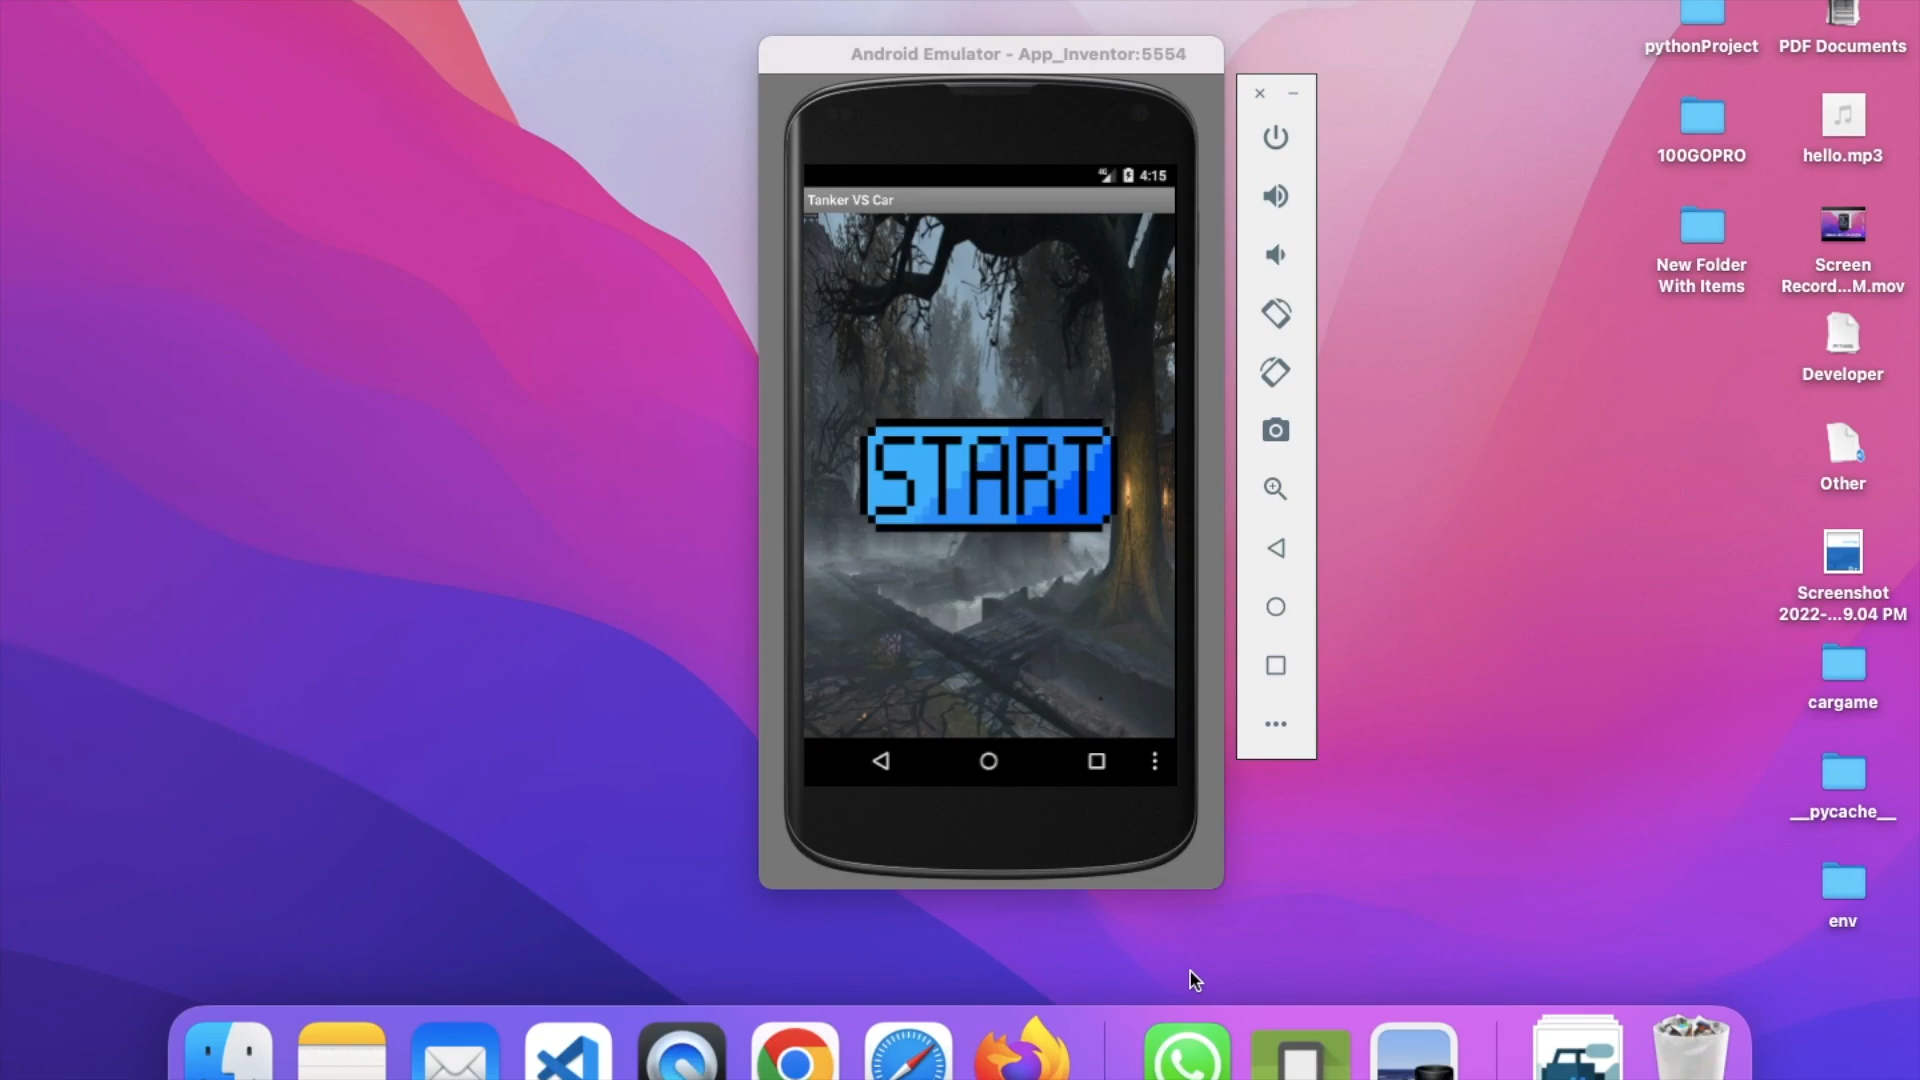 Android Emulator - App_Inventor:5554
4G
4:15
Tanker VS Car
START
pythonProject
PDF Documents
100GOPRO
hello.mp3
New Folder
With Items
Screen
Record...M.mov
Developer
Other
Screenshot
2022-...9.04 PM
cargame
__pycache__
env